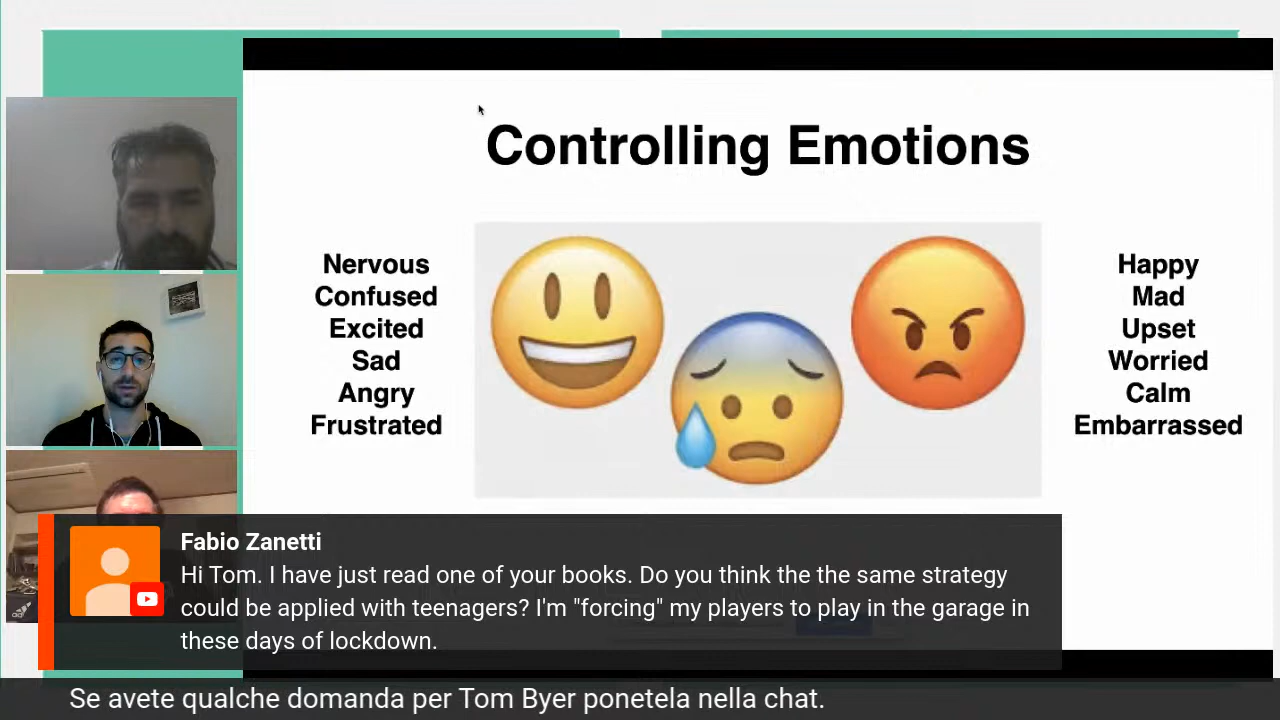 Controlling Emotions
Nervous
Confused
Excited
Sad
Angry
Frustrated
Happy
Mad
Upset
Worried
Calm
Embarrassed
Fabio Zanetti
Hi Tom. I have just read one of your books. Do you think the the same strategy
could be applied with teenagers? I'm "forcing" my players to play in the garage in
these days of lockdown.
Se avete qualche domanda per Tom Byer ponetela nella chat.